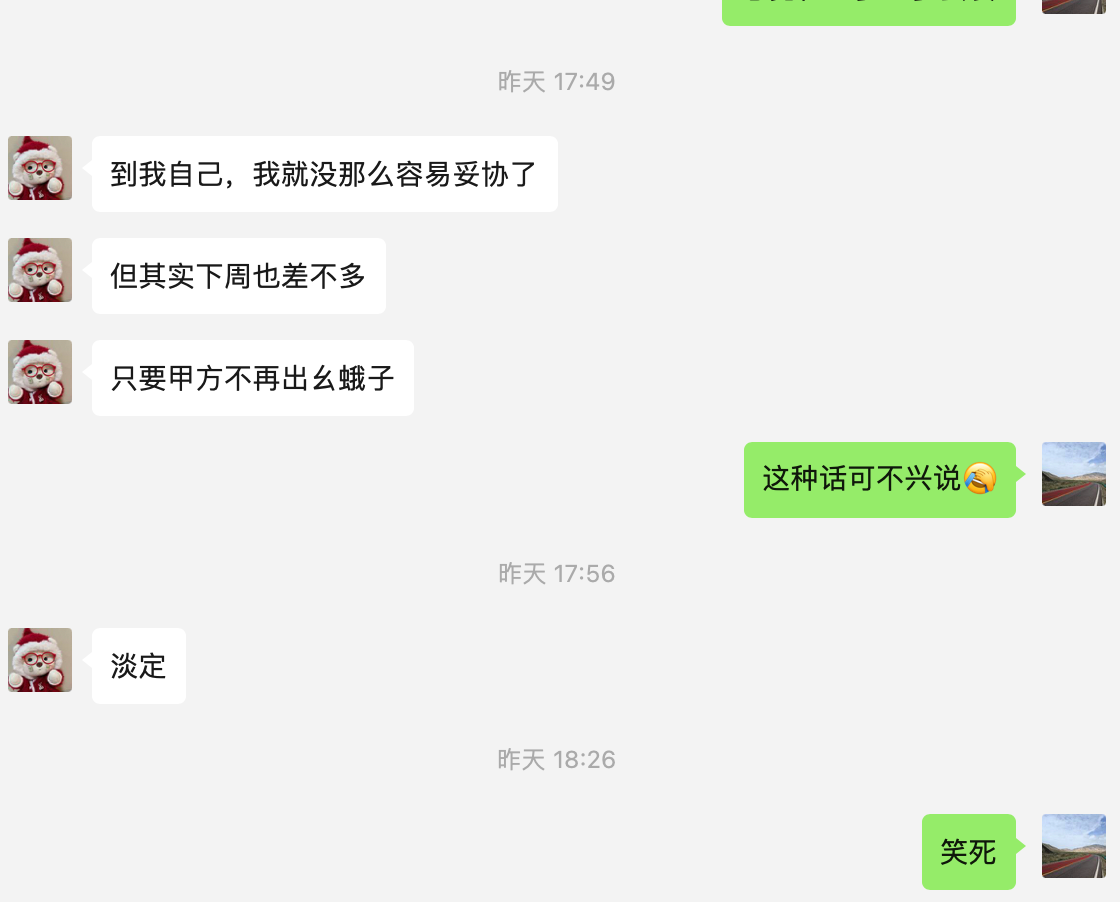 昨天 17:49
到我自己，我就没那么容易妥协了
但其实下周也差不多
只要甲方不再出幺蛾子
这种话可不兴说🤣
昨天 17:56
淡定
昨天 18:26
笑死